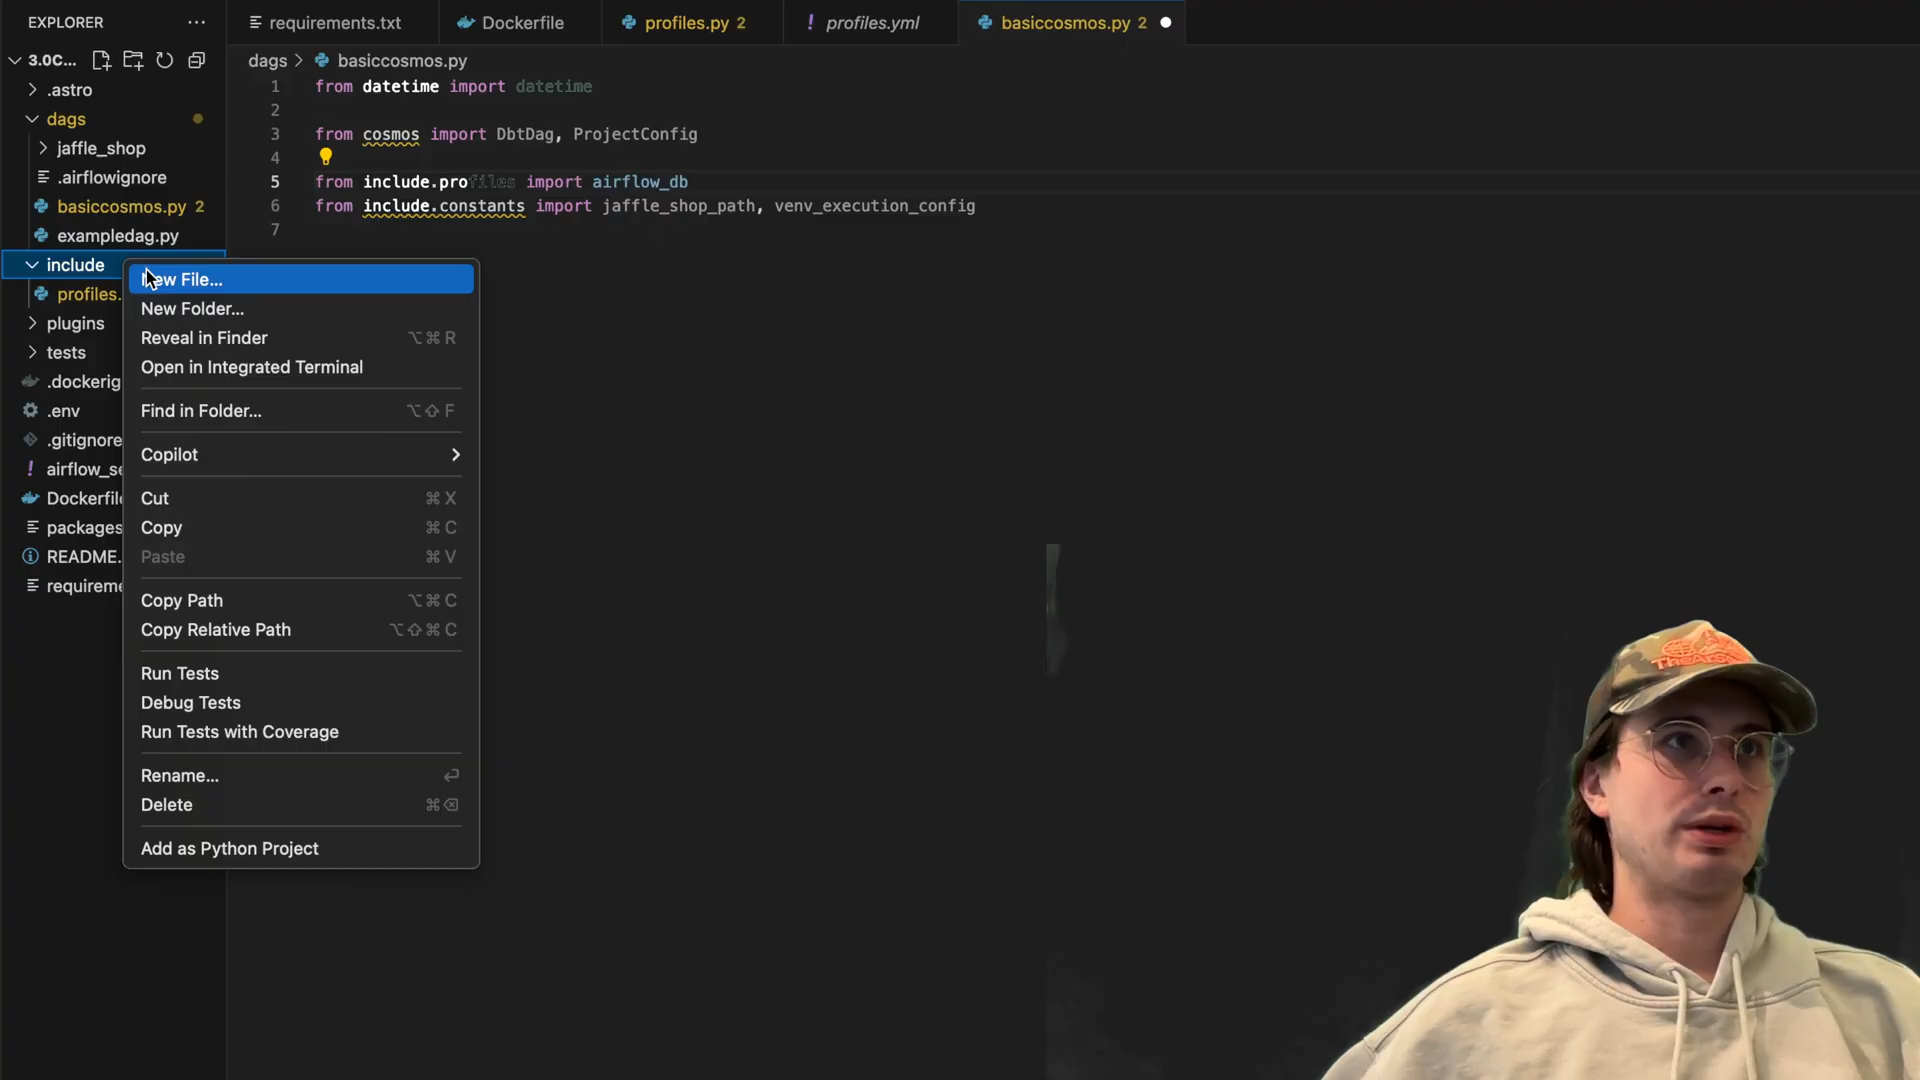 EXPLORER
requirements.txt
Dockerfile
profiles.py 2
profiles.yml
basiccosmos.py 2
3.0C...
dags > basiccosmos.py
.astro
dags
jaffle_shop
.airflowignore
basiccosmos.py 2
exampledag.py
include
profiles.
plugins
tests
.dockerig
.env
.gitignore
airflow_se
Dockerfile
packages
README.
requireme
1 from datetime import datetime
2
3 from cosmos import DbtDag, ProjectConfig
4
5 from include.profiles import airflow_db
6 from include.constants import jaffle_shop_path, venv_execution_config
7
New File...
New Folder...
Reveal in Finder ⌥⌘R
Open in Integrated Terminal
Find in Folder... ⌥⇧F
Copilot
Cut ⌘X
Copy ⌘C
Paste ⌘V
Copy Path ⌥⌘C
Copy Relative Path ⌥⇧⌘C
Run Tests
Debug Tests
Run Tests with Coverage
Rename... ↵
Delete ⌘⌫
Add as Python Project